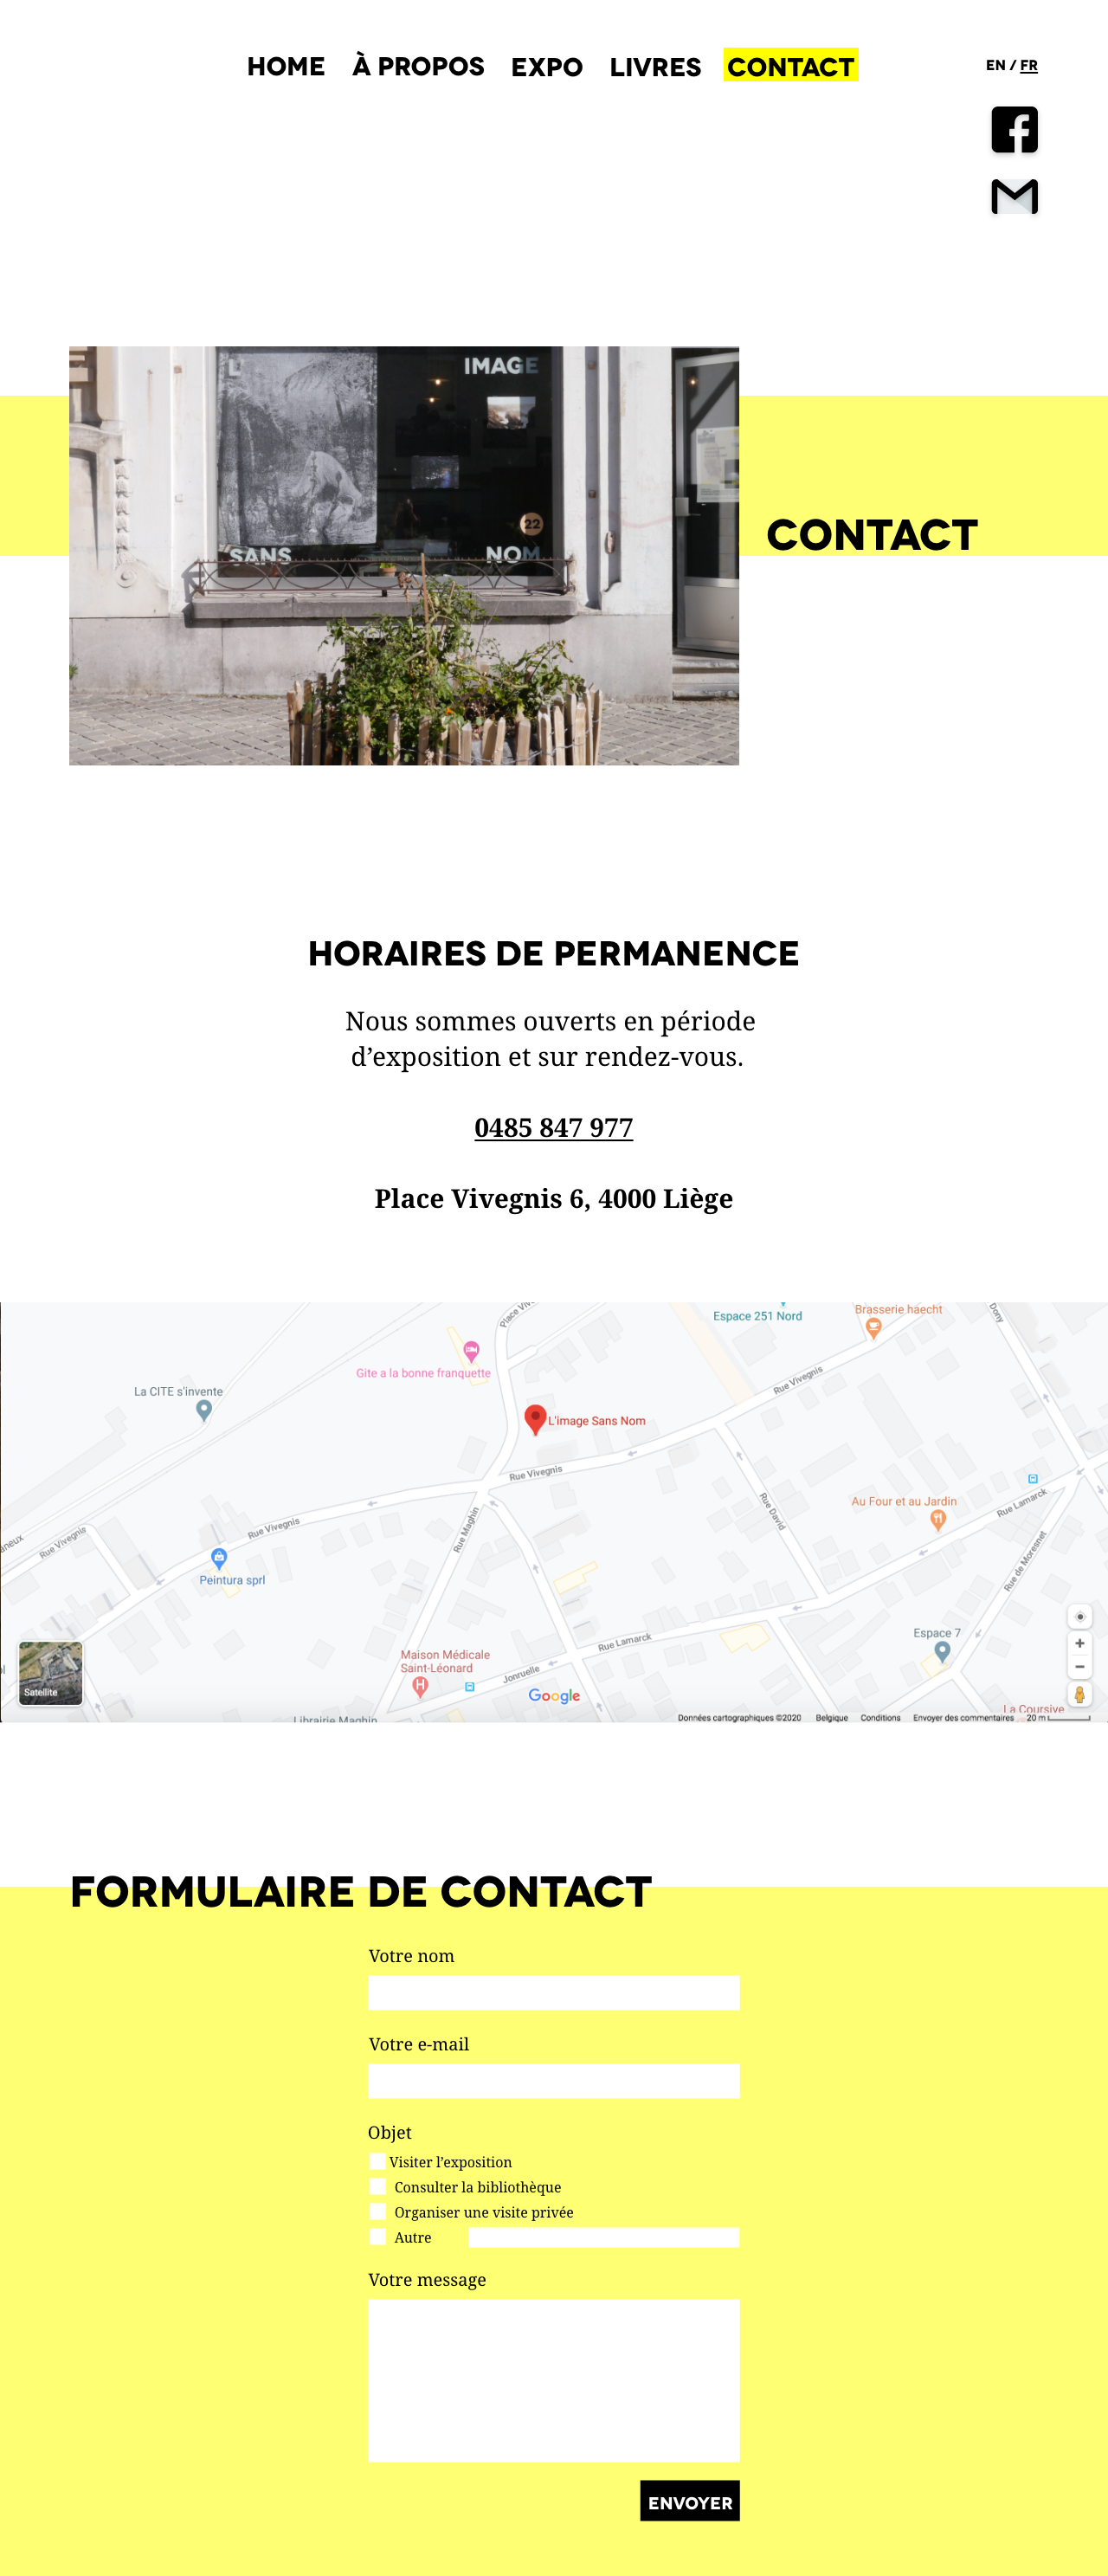 HOME À PROPOS EXPO LIVRES CONTACT EN / FR
L'
IMAGE
22
SANS
NOM
CONTACT
HORAIRES DE PERMANENCE
Nous sommes ouverts en période
d’exposition et sur rendez-vous.
0485 847 977
Place Vivegnis 6, 4000 Liège
Espace 251 Nord
Brasserie haecht
Dony
Gite a la bonne franquette
Rue Vivegnis
La CITE s'invente
L'image Sans Nom
Rue Vivegnis
Au Four et au Jardin
Rue Lamarck
Rue David
Rue Maghin
Rue Vivegnis
Rue Vivegnis
Rue de Moresnet
Peintura sprl
Espace 7
Rue Lamarck
Maison Médicale
Saint-Léonard
Jonruelle
Satellite
Google
La Coursive
Librairie Maghin
Données cartographiques ©2020 Belgique Conditions Envoyer des commentaires 20 m
FORMULAIRE DE CONTACT
Votre nom
Votre e-mail
Objet
Visiter l’exposition
Consulter la bibliothèque
Organiser une visite privée
Autre
Votre message
ENVOYER